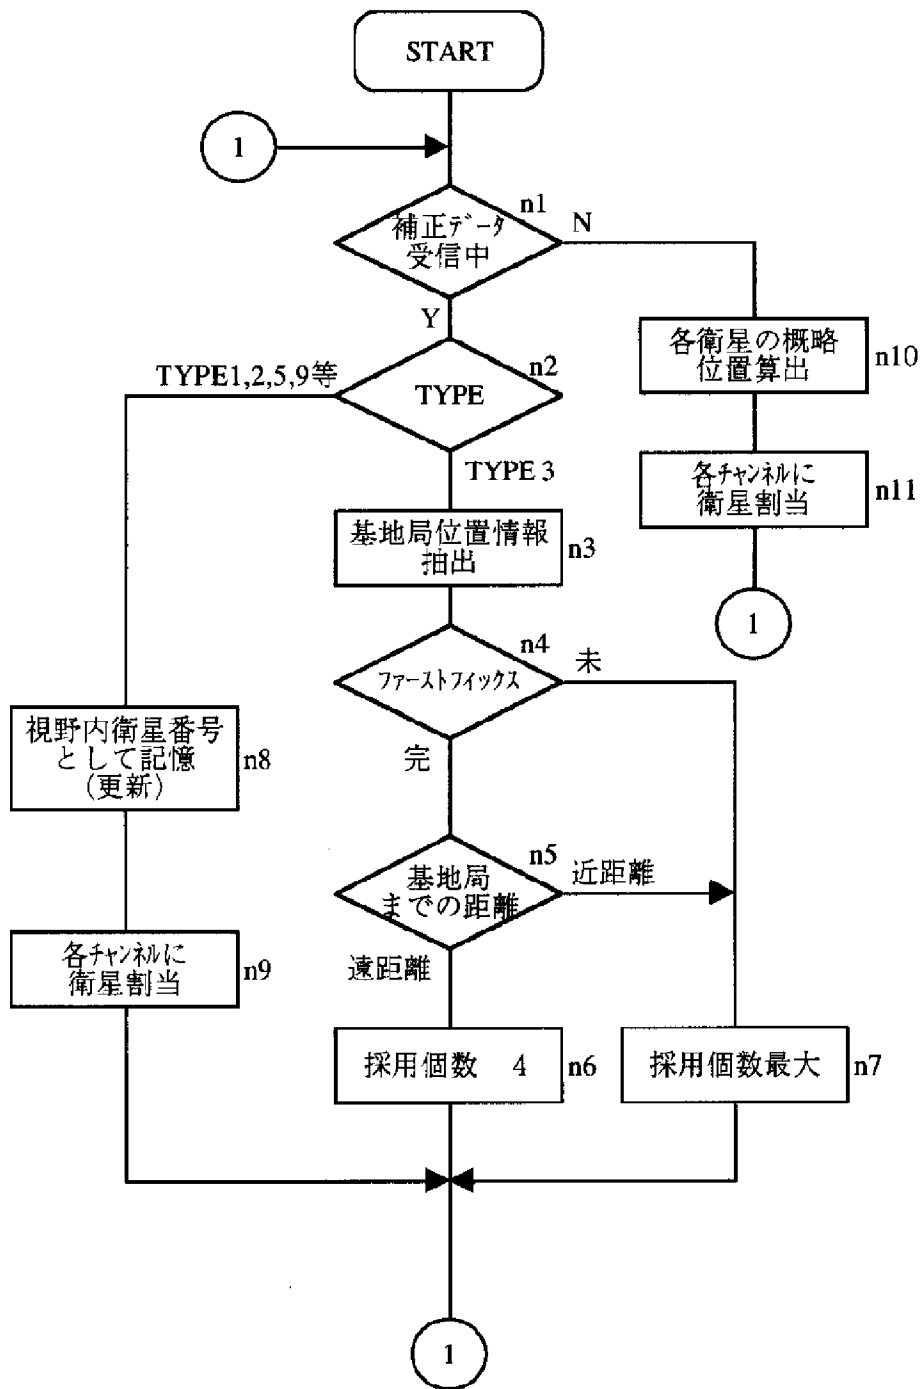 START
1
n1
補正データ
受信中
N
Y
各衛星の概略
位置算出
n10
n2
TYPE1,2,5,9等
TYPE
TYPE 3
各チャンネルに
衛星割当
n11
基地局位置情報
抽出
n3
1
n4
ファーストフィックス
未
視野内衛星番号
として記憶
(更新)
n8
完
n5
基地局
までの距離
近距離
各チャンネルに
衛星割当
n9
遠距離
採用個数 4
n6
採用個数最大
n7
1